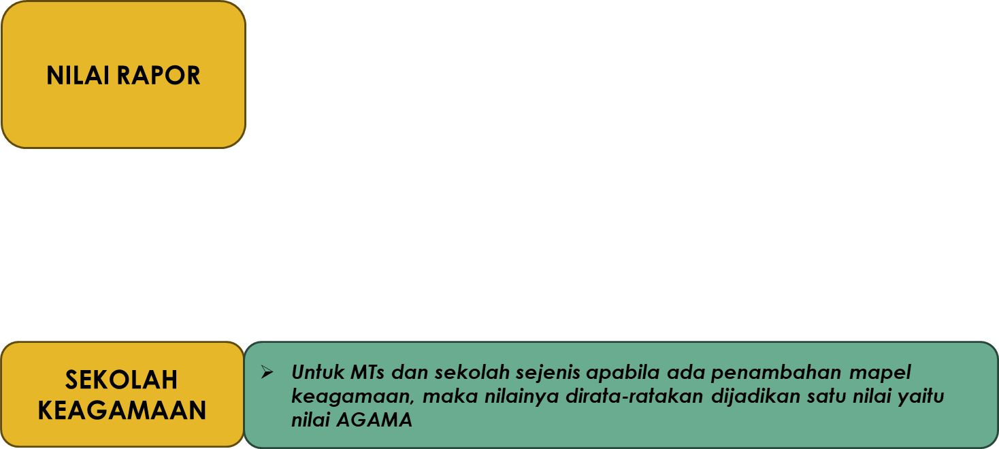 NILAI RAPOR
SEKOLAH
KEAGAMAAN
➢ Untuk MTs dan sekolah sejenis apabila ada penambahan mapel
keagamaan, maka nilainya dirata-ratakan dijadikan satu nilai yaitu
nilai AGAMA